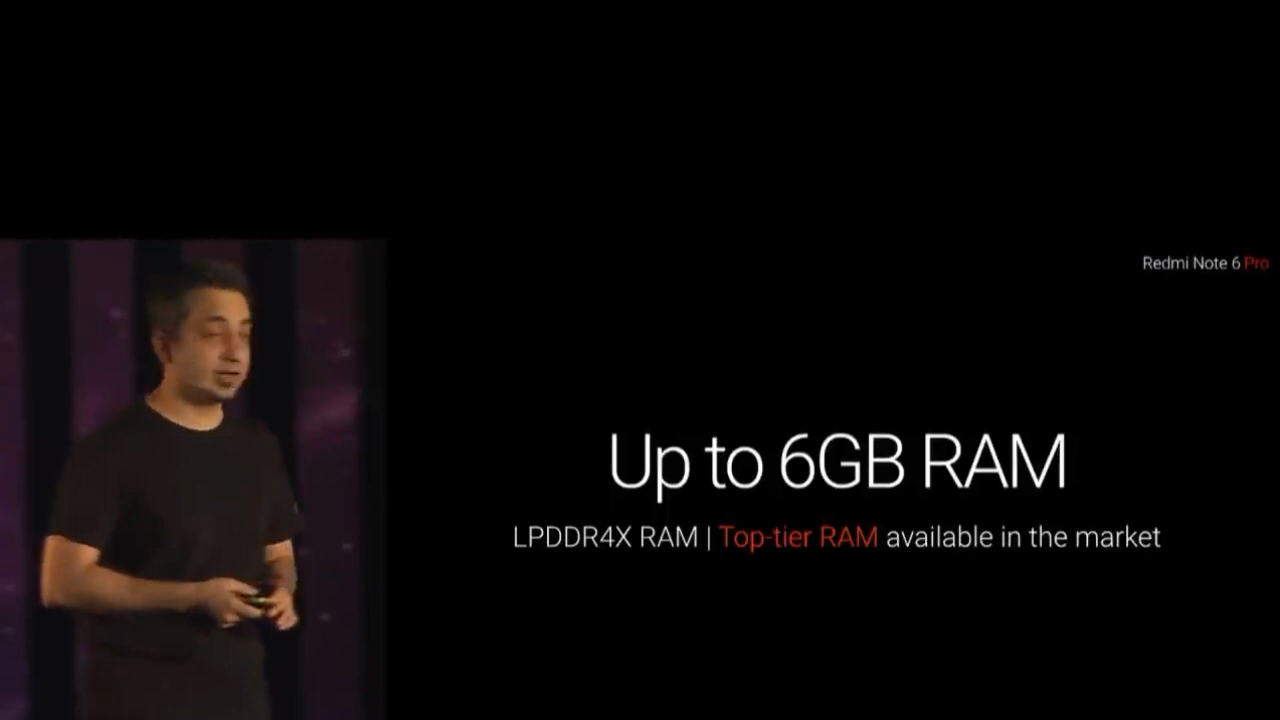 Redmi Note 6 Pro
Up to 6GB RAM
LPDDR4X RAM | Top-tier RAM available in the market